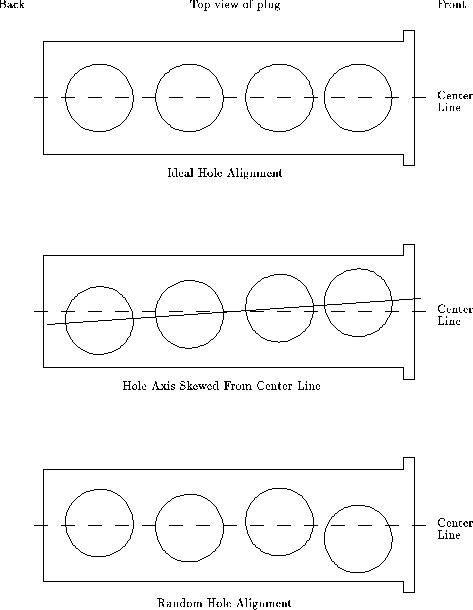 Back Top view of plug Front
Center
Line
Ideal Hole Alignment
Center
Line
Hole Axis Skewed From Center Line
Center
Line
Random Hole Alignment